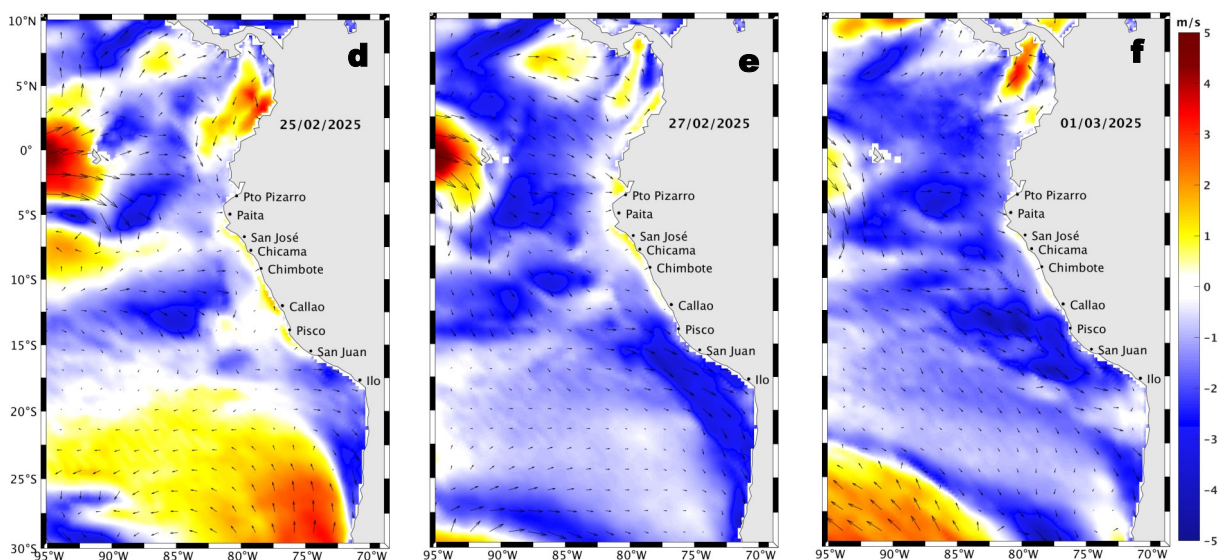 d
25/02/2025
Pto Pizarro
Paita
San José
Chicama
Chimbote
Callao
Pisco
San Juan
Ilo
10°N
5°N
0°
5°S
10°S
15°S
20°S
25°S
30°S
95°W
90°W
85°W
80°W
70°W
e
27/02/2025
Pto Pizarro
Paita
San José
Chicama
Chimbote
Callao
Pisco
San Juan
Ilo
95°W
90°W
85°W
80°W
70°W
f
01/03/2025
Pto Pizarro
Paita
San José
Chicama
Chimbote
Callao
Pisco
San Juan
Ilo
95°W
90°W
85°W
80°W
70°W
m/s
5
4
3
2
1
0
−1
−2
−3
−4
−5